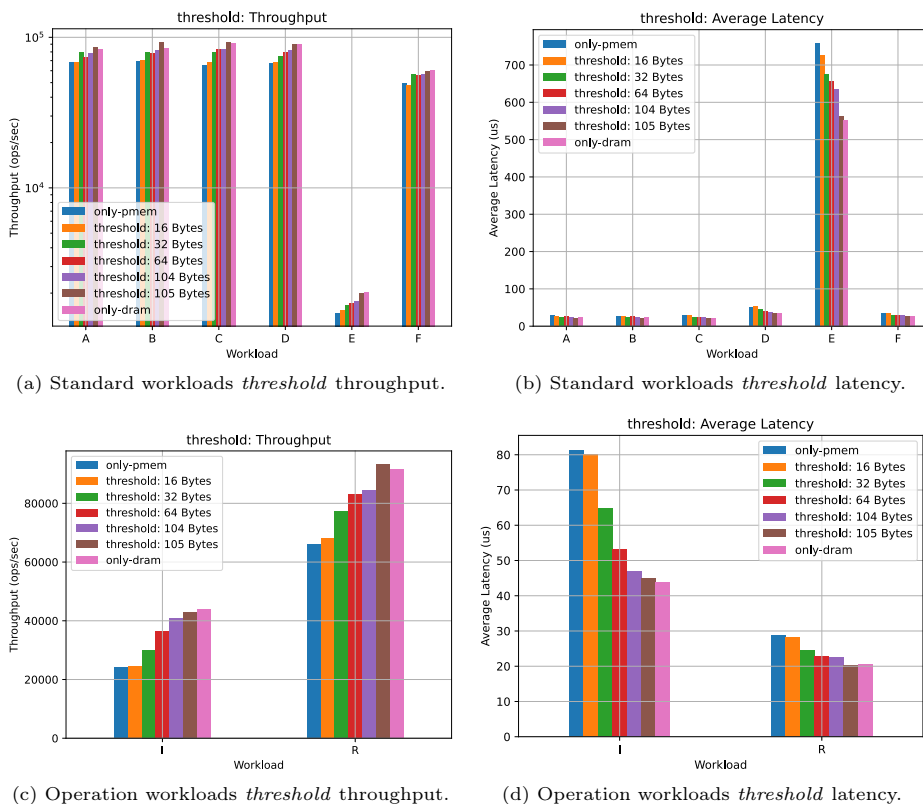 threshold: Throughput
10^5
10^4
Throughput (ops/sec)
only-pmem
threshold: 16 Bytes
threshold: 32 Bytes
threshold: 64 Bytes
threshold: 104 Bytes
threshold: 105 Bytes
only-dram
A B C D E F
Workload
(a) Standard workloads threshold throughput.
threshold: Average Latency
700
600
500
400
300
200
100
0
Average Latency (us)
only-pmem
threshold: 16 Bytes
threshold: 32 Bytes
threshold: 64 Bytes
threshold: 104 Bytes
threshold: 105 Bytes
only-dram
A B C D E F
Workload
(b) Standard workloads threshold latency.
threshold: Throughput
80000
60000
40000
20000
0
Throughput (ops/sec)
only-pmem
threshold: 16 Bytes
threshold: 32 Bytes
threshold: 64 Bytes
threshold: 104 Bytes
threshold: 105 Bytes
only-dram
I R
Workload
(c) Operation workloads threshold throughput.
threshold: Average Latency
80
70
60
50
40
30
20
10
0
Average Latency (us)
only-pmem
threshold: 16 Bytes
threshold: 32 Bytes
threshold: 64 Bytes
threshold: 104 Bytes
threshold: 105 Bytes
only-dram
I R
Workload
(d) Operation workloads threshold latency.